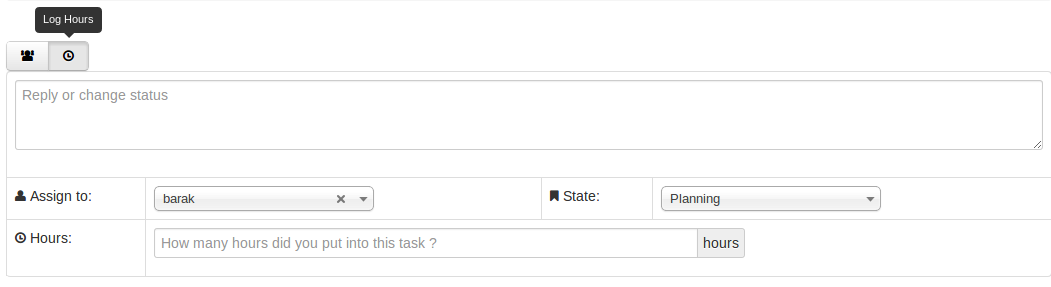 Log Hours
Reply or change status
Assign to:
barak
State:
Planning
Hours:
How many hours did you put into this task ?
hours